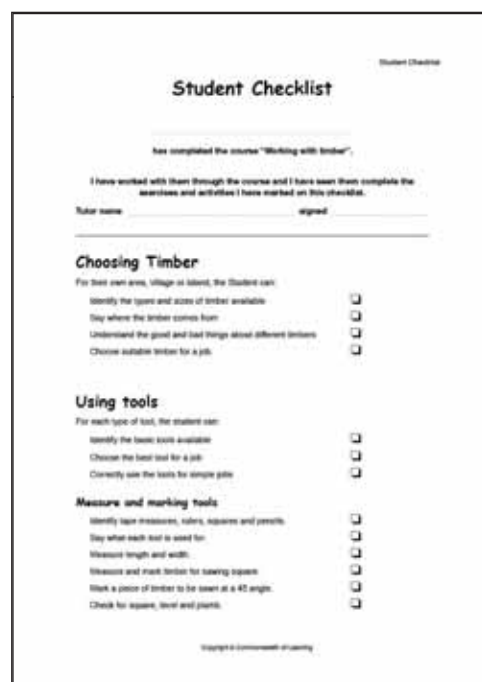 Student Checklist
Student Checklist
has completed the course "Working with timber".
I have worked with them through the course and I have seen them complete the
exercises and activities I have marked on this checklist.
Tutor name signed
Choosing Timber
For their own area, village or island, the Student can:
Identify the types and sizes of timber available
Say where the timber comes from
Understand the good and bad things about different timbers
Choose suitable timber for a job
Using tools
For each type of tool, the student can:
Identify the basic tools available
Choose the best tool for a job
Correctly use the tools for simple jobs
Measure and marking tools
Identify tape measures, rulers, squares and pencils.
Say what each tool is used for.
Measure length and width.
Measure and mark timber for sawing square
Mark a piece of timber to be sawn at a 45 angle.
Check for square, level and plumb.
Copyright © Commonwealth of Learning